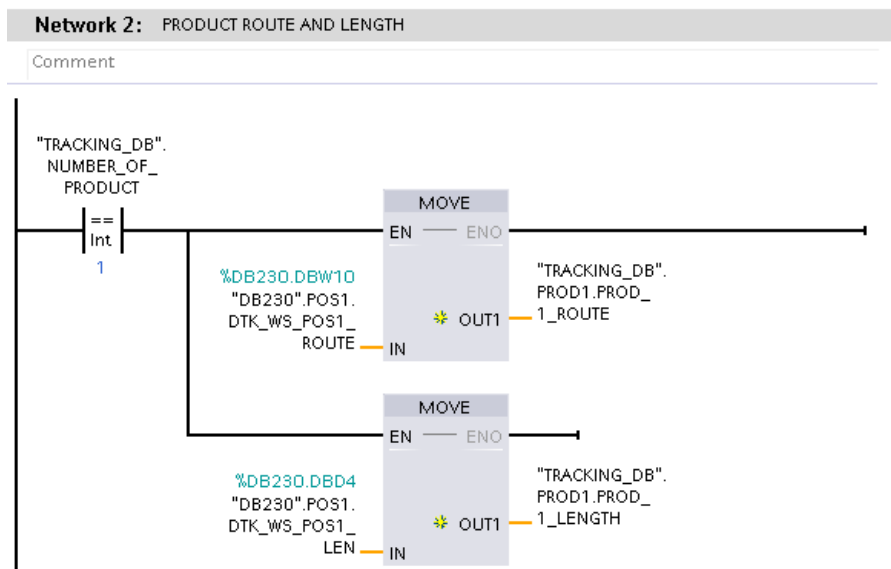 Network 2: PRODUCT ROUTE AND LENGTH
Comment
"TRACKING_DB".
NUMBER_OF_
PRODUCT
==
Int
1
MOVE
EN
ENO
%DB230.DBW10
"DB230".POS1.
DTK_WS_POS1_
ROUTE
IN
OUT1
"TRACKING_DB".
PROD1.PROD_
1_ROUTE
MOVE
EN
ENO
%DB230.DBD4
"DB230".POS1.
DTK_WS_POS1_
LEN
IN
OUT1
"TRACKING_DB".
PROD1.PROD_
1_LENGTH